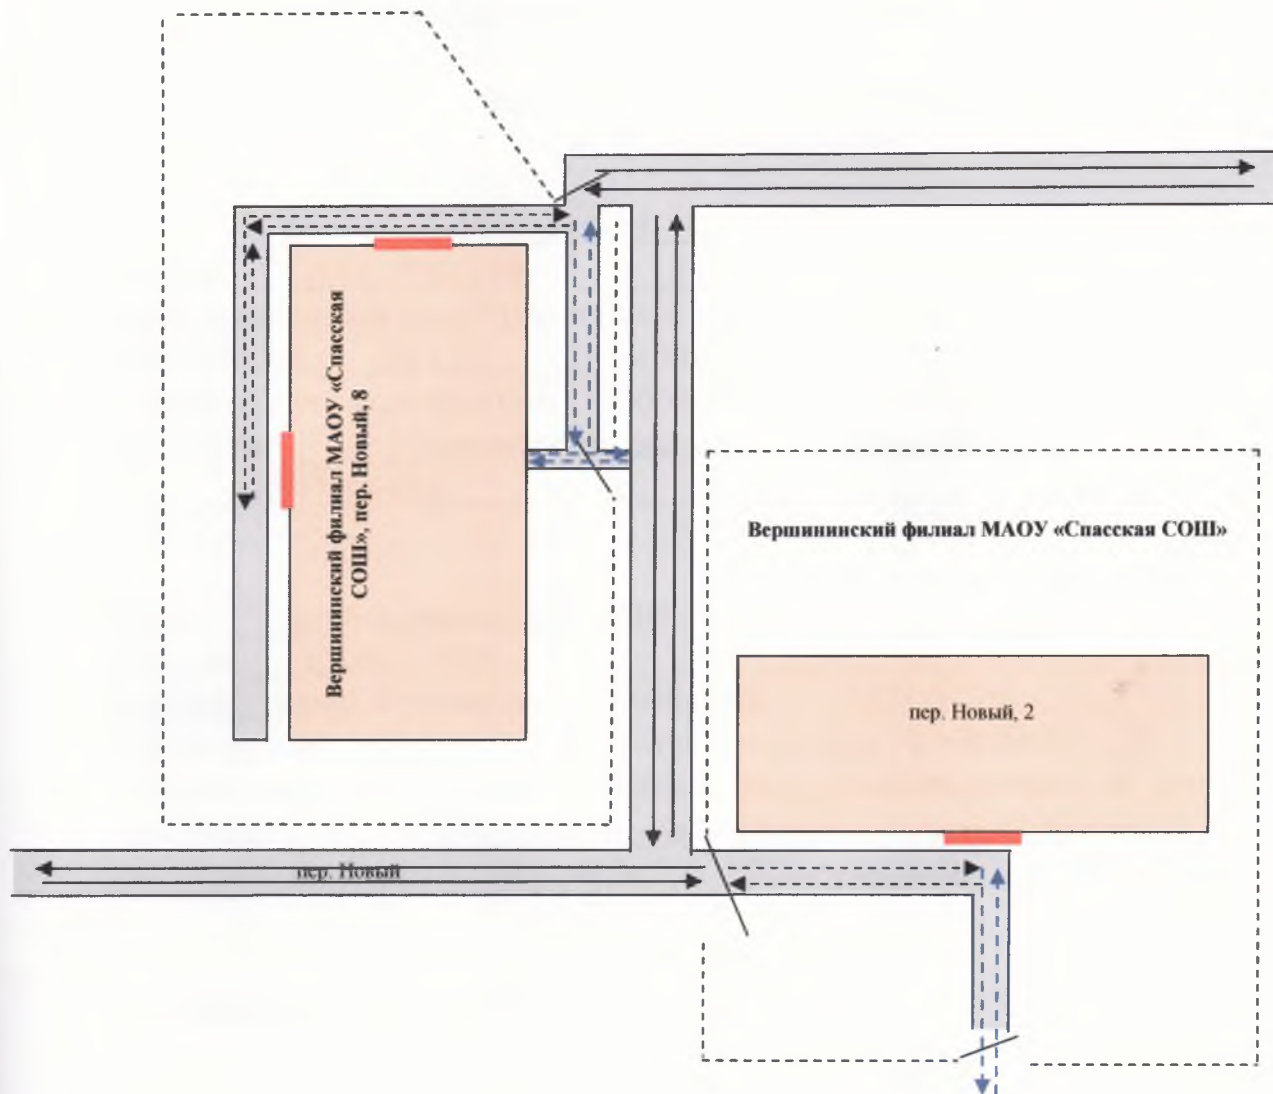 Вершининский филиал МАОУ «Спасская
СОШ», пер. Новый, 8
Вершининский филиал МАОУ «Спасская СОШ»
пер. Новый, 2
пер. Новый